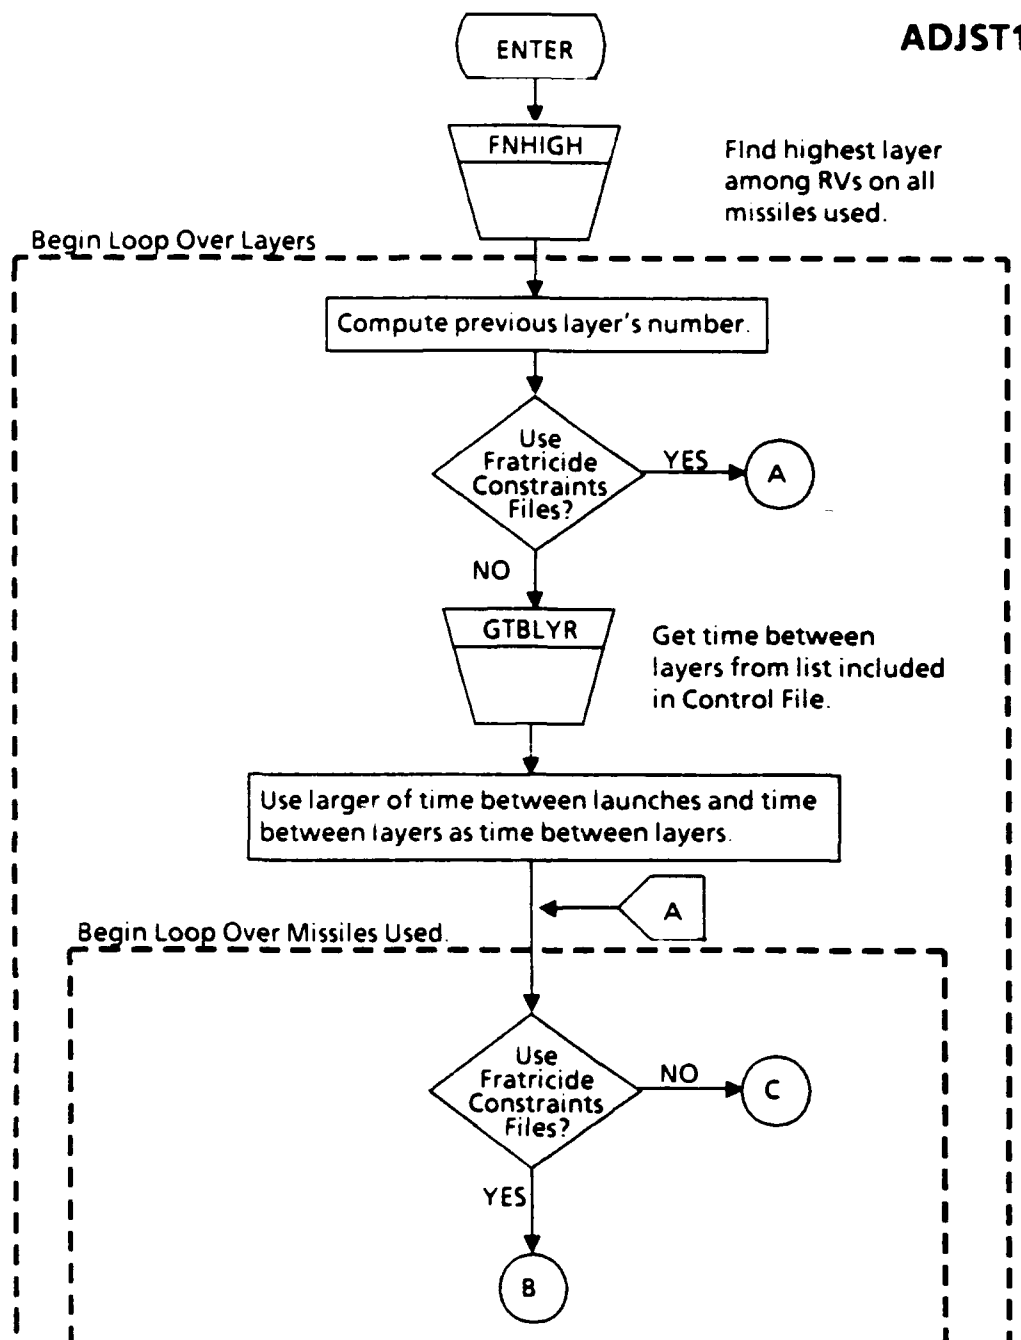 ADJST1
ENTER
FNHIGH
FInd highest layer
among RVs on all
missiles used.
Begin Loop Over Layers
Compute previous layer's number.
Use
Fratricide
Constraints
Files?
YES
A
NO
GTBLYR
Get time between
layers from list included
in Control File.
Use larger of time between launches and time
between layers as time between layers.
A
Begin Loop Over Missiles Used.
Use
Fratricide
Constraints
Files?
NO
C
YES
B